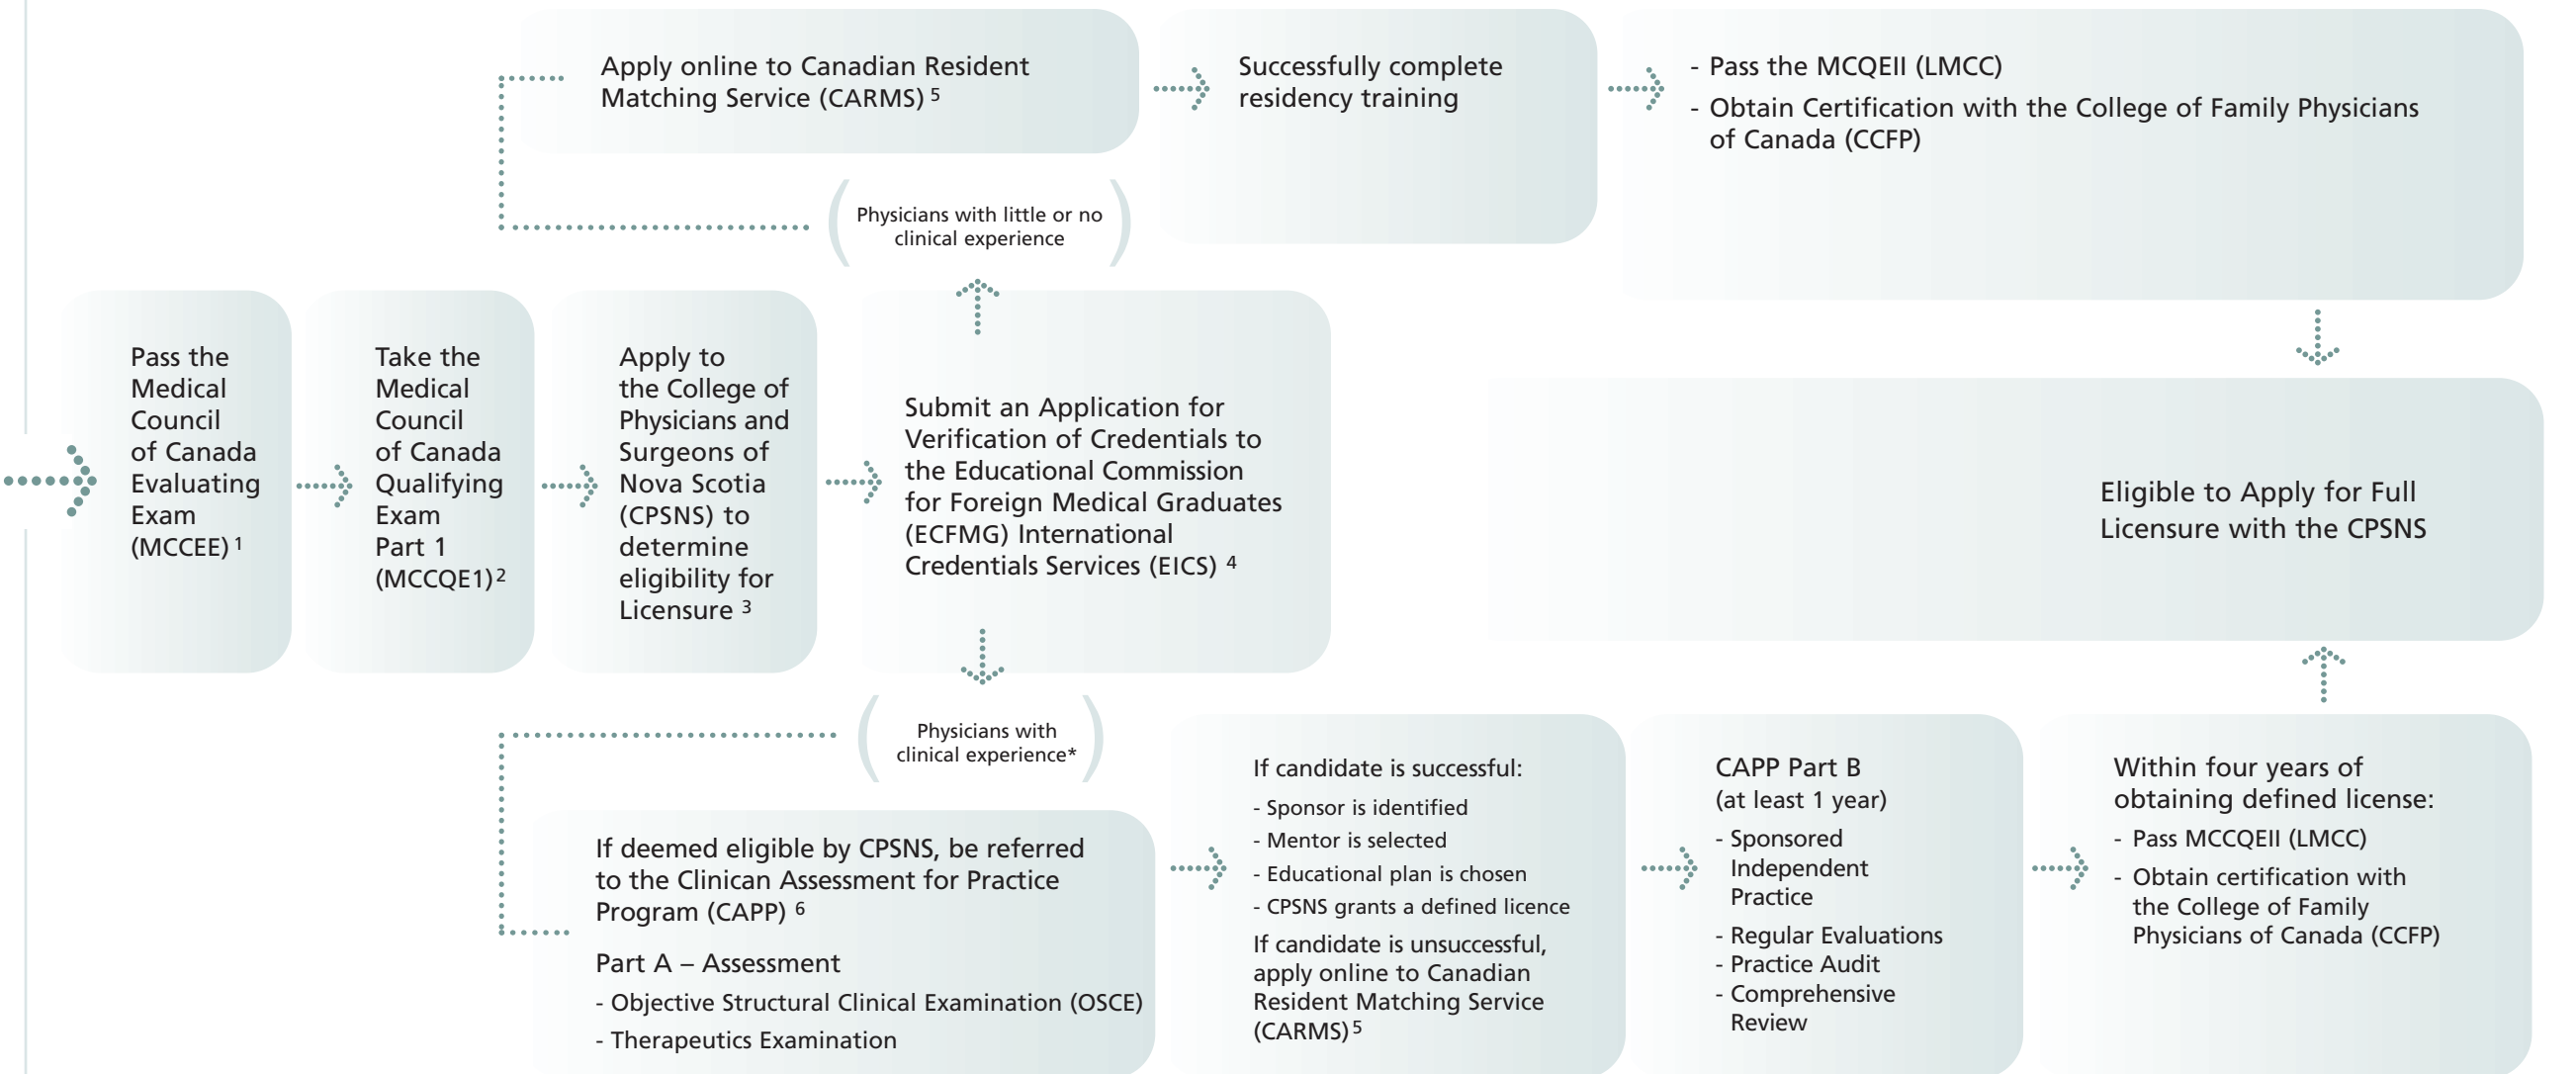 Apply online to Canadian Resident
Matching Service (CARMS) 5
Successfully complete
residency training
- Pass the MCQEII (LMCC)
- Obtain Certification with the College of Family Physicians
of Canada (CCFP)
Physicians with little or no
clinical experience
Pass the
Medical
Council
of Canada
Evaluating
Exam
(MCCEE) 1
Take the
Medical
Council
of Canada
Qualifying
Exam
Part 1
(MCCQE1) 2
Apply to
the College of
Physicians and
Surgeons of
Nova Scotia
(CPSNS) to
determine
eligibility for
Licensure 3
Submit an Application for
Verification of Credentials to
the Educational Commission
for Foreign Medical Graduates
(ECFMG) International
Credentials Services (EICS) 4
Eligible to Apply for Full
Licensure with the CPSNS
Physicians with
clinical experience*
If deemed eligible by CPSNS, be referred
to the Clinican Assessment for Practice
Program (CAPP) 6
Part A – Assessment
- Objective Structural Clinical Examination (OSCE)
- Therapeutics Examination
If candidate is successful:
- Sponsor is identified
- Mentor is selected
- Educational plan is chosen
- CPSNS grants a defined licence
If candidate is unsuccessful,
apply online to Canadian
Resident Matching Service
(CARMS) 5
CAPP Part B
(at least 1 year)
- Sponsored
Independent
Practice
- Regular Evaluations
- Practice Audit
- Comprehensive
Review
Within four years of
obtaining defined license:
- Pass MCCQEII (LMCC)
- Obtain certification with
the College of Family
Physicians of Canada (CCFP)